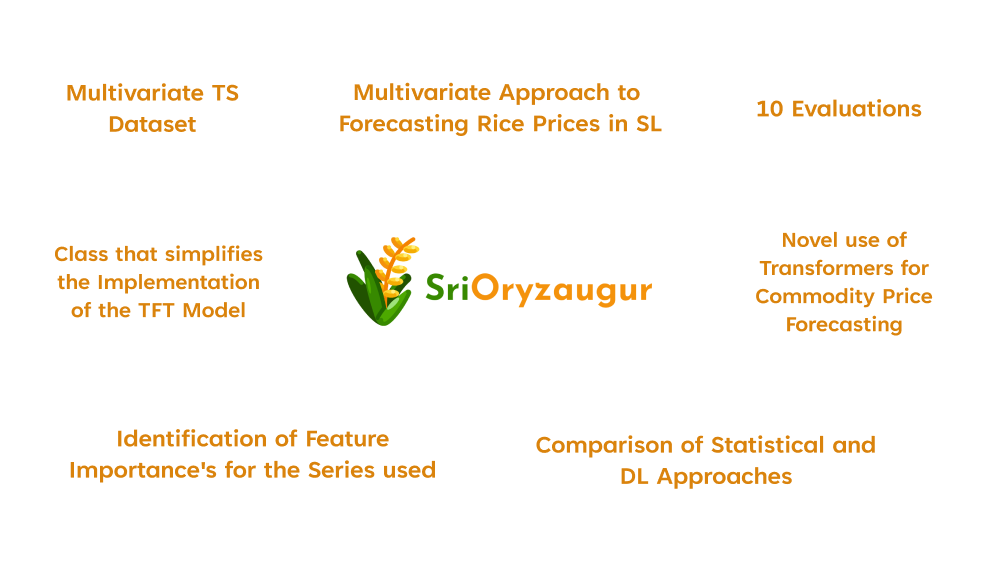 Multivariate TS
Dataset
Multivariate Approach to
Forecasting Rice Prices in SL
10 Evaluations
Class that simplifies
the Implementation
of the TFT Model
SriOryzaugur
Novel use of
Transformers for
Commodity Price
Forecasting
Identification of Feature
Importance's for the Series used
Comparison of Statistical and
DL Approaches